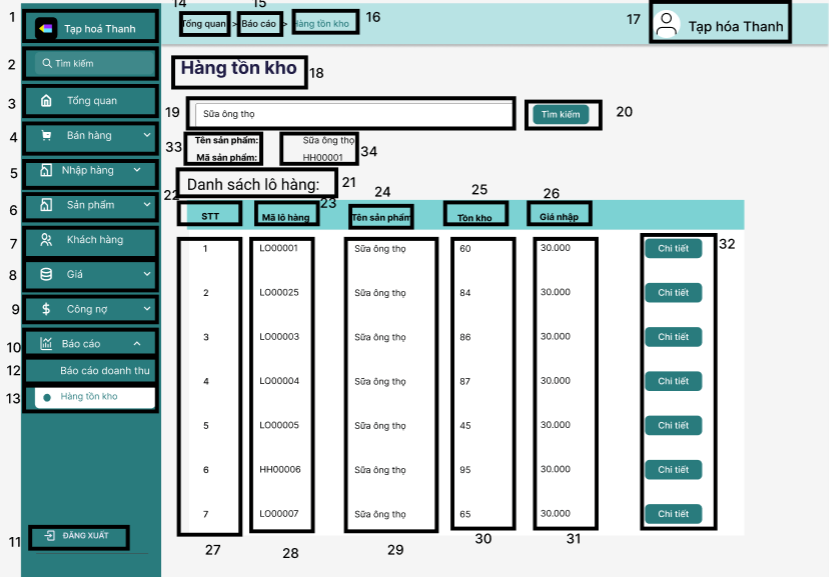 14 15
1 Tạp hoá Thanh
Tổng quan > Báo cáo > Hàng tồn kho 16
17 Tạp hóa Thanh
2 Tìm kiếm
Hàng tồn kho 18
3 Tổng quan
19 Sữa ông thọ Tìm kiếm 20
4 Bán hàng
33 Tên sản phẩm: Sữa ông thọ 34
Mã sản phẩm: HH00001
5 Nhập hàng
Danh sách lô hàng: 21
22 23 24 25 26
6 Sản phẩm
STT Mã lô hàng Tên sản phẩm Tồn kho Giá nhập
7 Khách hàng
1 LO00001 Sữa ông thọ 60 30.000 Chi tiết 32
8 Giá
2 LO00025 Sữa ông thọ 84 30.000 Chi tiết
9 Công nợ
3 LO00003 Sữa ông thọ 86 30.000 Chi tiết
10 Báo cáo
12 Báo cáo doanh thu
4 LO00004 Sữa ông thọ 87 30.000 Chi tiết
13 Hàng tồn kho
5 LO00005 Sữa ông thọ 45 30.000 Chi tiết
6 HH00006 Sữa ông thọ 95 30.000 Chi tiết
7 LO00007 Sữa ông thọ 65 30.000 Chi tiết
11 ĐĂNG XUẤT
27 28 29 30 31